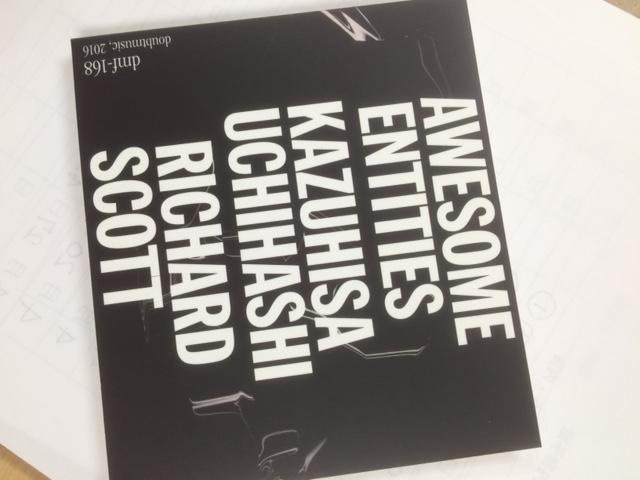 AWESOME
ENTITIES
KAZUHISA
UCHIHASHI
RICHARD
SCOTT
dmf-168
doubtmusic, 2016